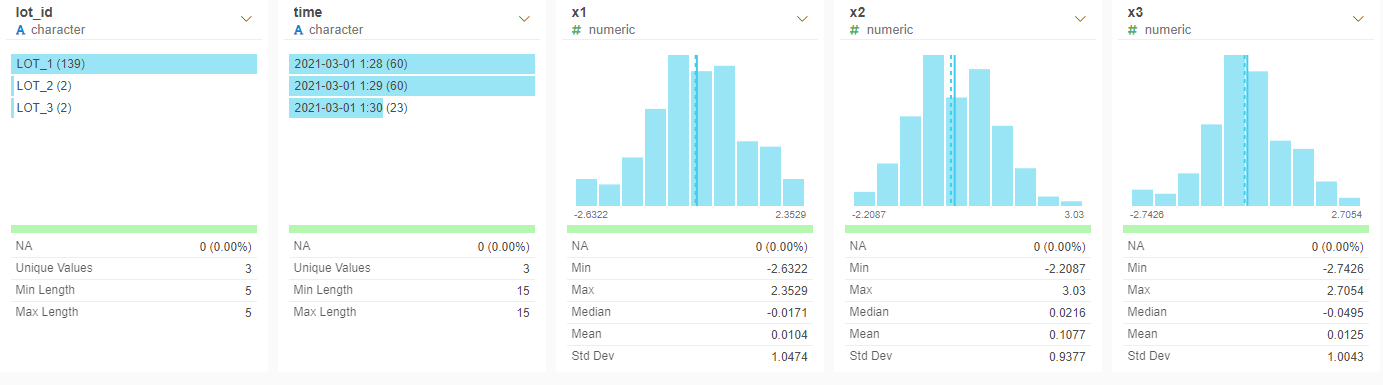 lot_id
A character
LOT_1 (139)
LOT_2 (2)
LOT_3 (2)
NA 0 (0.00%)
Unique Values 3
Min Length 5
Max Length 5
time
A character
2021-03-01 1:28 (60)
2021-03-01 1:29 (60)
2021-03-01 1:30 (23)
NA 0 (0.00%)
Unique Values 3
Min Length 15
Max Length 15
x1
# numeric
-2.6322 2.3529
NA 0 (0.00%)
Min -2.6322
Max 2.3529
Median -0.0171
Mean 0.0104
Std Dev 1.0474
x2
# numeric
-2.2087 3.03
NA 0 (0.00%)
Min -2.2087
Max 3.03
Median 0.0216
Mean 0.1077
Std Dev 0.9377
x3
# numeric
-2.7426 2.7054
NA 0 (0.00%)
Min -2.7426
Max 2.7054
Median -0.0495
Mean 0.0125
Std Dev 1.0043